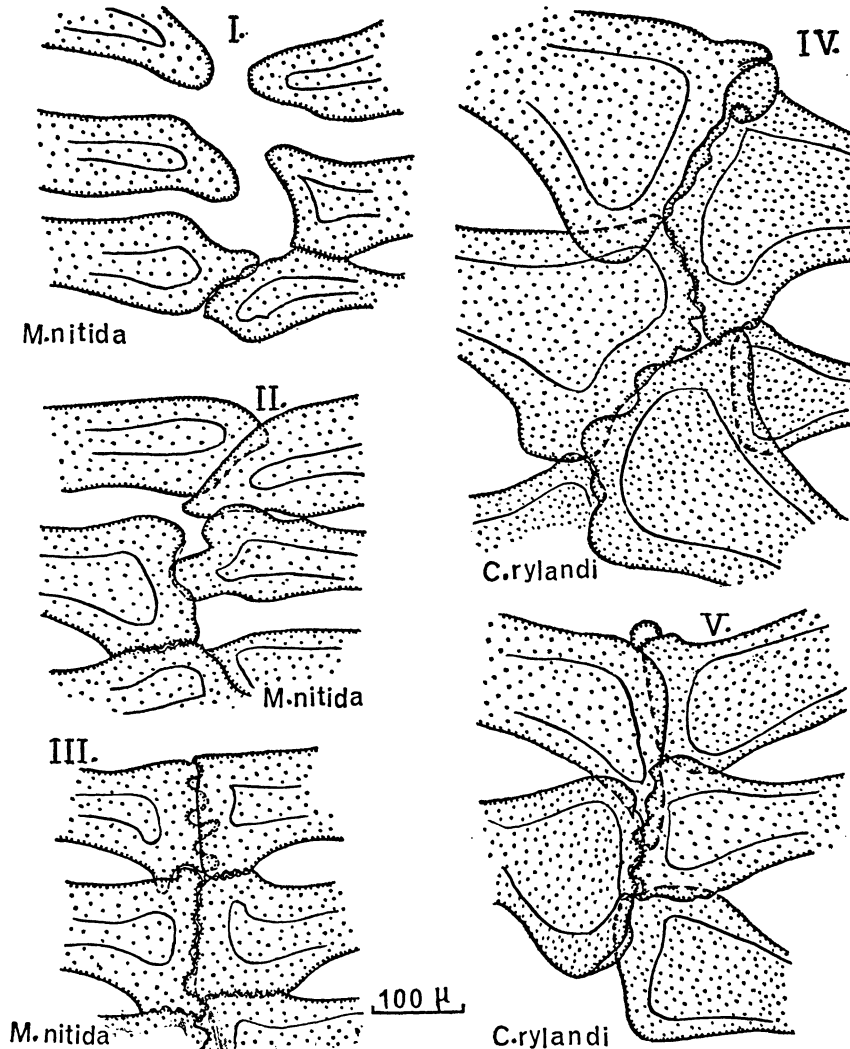 I.
M.nitida
II.
M.nitida
III.
M.nitida
100 μ
IV.
C.rylandi
V.
C.rylandi